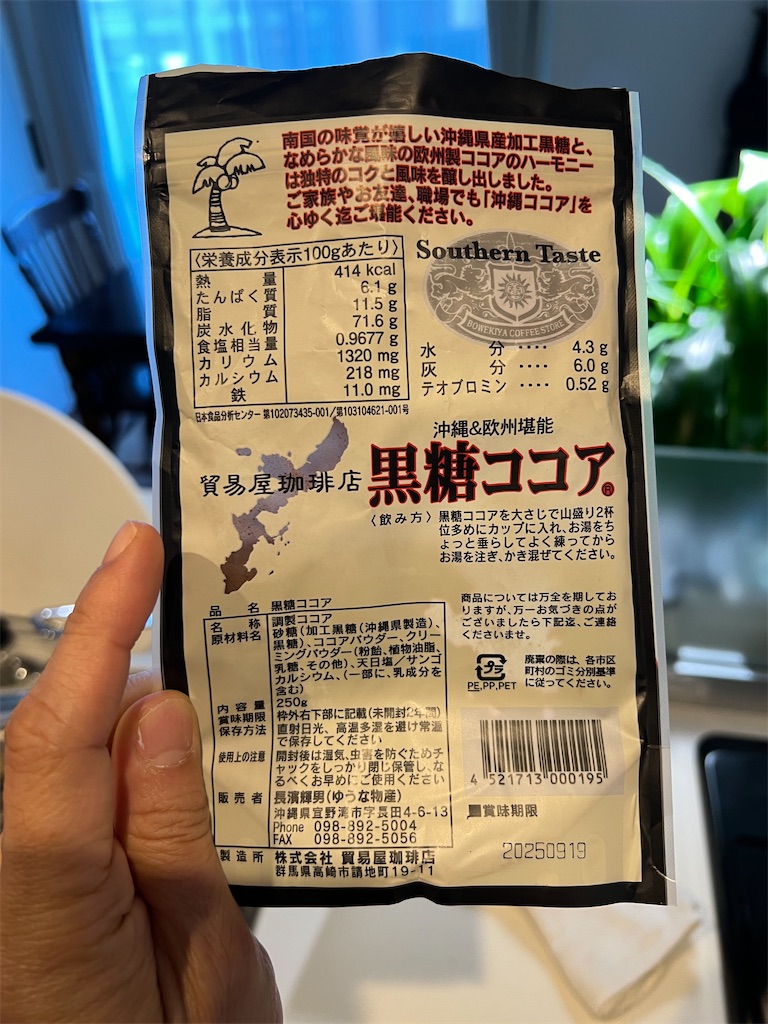 南国の味覚が嬉しい沖縄県産加工黒糖と、
なめらかな風味の欧州製ココアのハーモニー
は独特のコクと風味を醸し出しました。
ご家族やお友達、職場でも「沖縄ココア」を
心ゆく迄ご堪能ください。
〈栄養成分表示100gあたり〉
熱量 414 kcal
たんぱく質 6.1 g
脂質 11.5 g
炭水化物 71.6 g
食塩相当量 0.9677 g
カリウム 1320 mg
カルシウム 218 mg
鉄 11.0 mg
日本食品分析センター 第102073435-001/第103104621-001号
Southern Taste
BOWEKIYA COFFEE STORE
水分 ···· 4.3 g
灰分 ···· 6.0 g
テオブロミン ···· 0.52 g
沖縄&欧州堪能
貿易屋珈琲店 黒糖ココア®
〈飲み方〉黒糖ココアを大さじで山盛り2杯
位多めにカップに入れ、お湯をち
ょっと垂らしてよく練ってから
お湯を注ぎ、かき混ぜてください。
品名 黒糖ココア
名称 調製ココア
原材料名 砂糖(加工黒糖(沖縄県製造)、
黒糖)、ココアパウダー、クリー
ミングパウダー(粉飴、植物油脂、
乳糖、その他)、天日塩/サンゴ
カルシウム、(一部に、乳成分を
含む)
内容量 250g
賞味期限 枠外右下部に記載(未開封2年間)
保存方法 直射日光、高温多湿を避け常温
で保存してください
使用上の注意 開封後は湿気、虫害を防ぐためチ
ャックをしっかり閉じ保管し、な
るべくお早めにご使用ください
販売者 長濱輝男(ゆうな物産)
沖縄県宜野湾市字長田4-6-13
Phone 098-892-5004
FAX 098-892-5056
製造所 株式会社 貿易屋珈琲店
群馬県高崎市請地町19-11
商品については万全を期してお
りますが、万一お気づきの点が
ございましたら下記迄、ご連絡
くださいませ。
プラ
PE,PP,PET
廃棄の際は、各市区
町村のゴミ分別基準
に従ってください。
4 521713 000195
■賞味期限
20250919